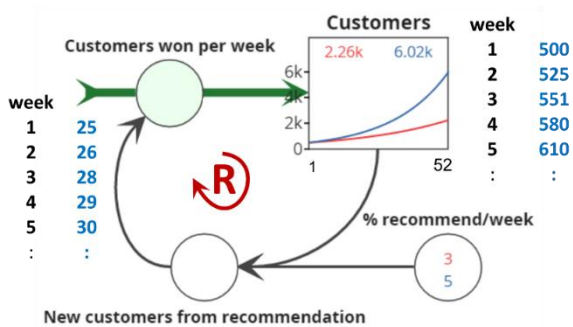 Customers
week
Customers won per week
2.26k 6.02k
1 500
6k
2 525
4k
3 551
week
2k
4 580
1 25
0
5 610
2 26
1 52
: :
3 28
R
4 29
5 30
% recommend/week
: :
3
5
New customers from recommendation